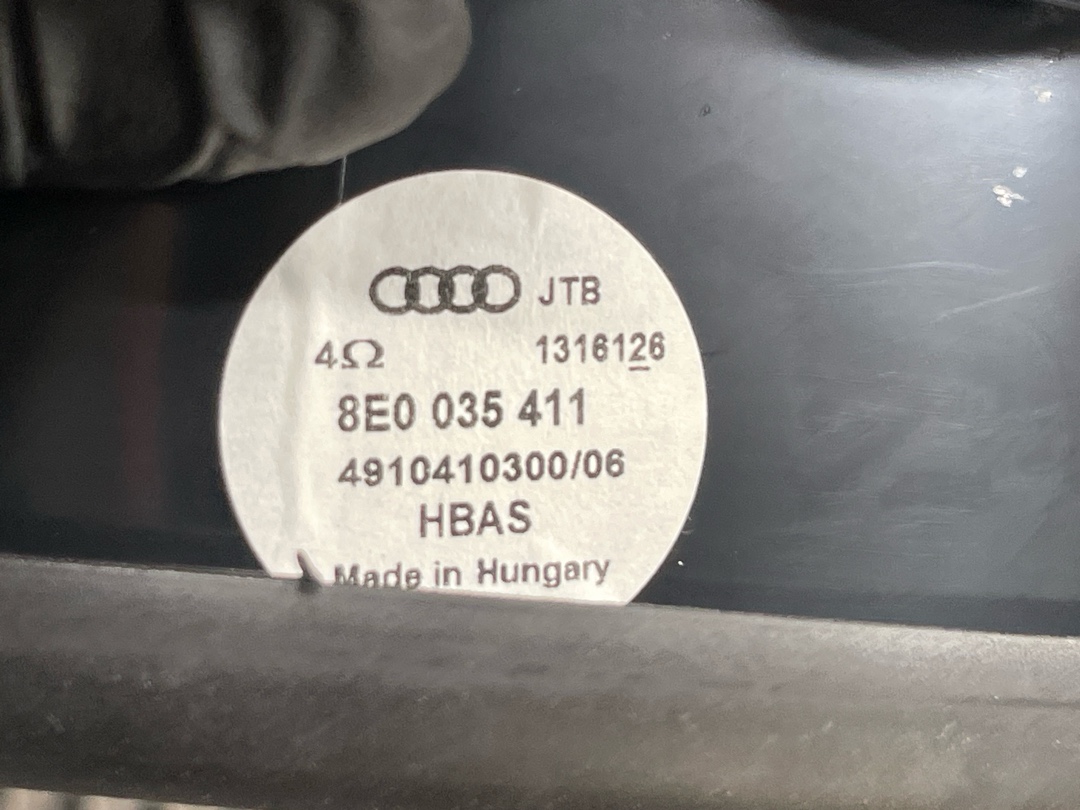 JTB
4Ω 1316126
8E0 035 411
4910410300/06
HBAS
Made in Hungary